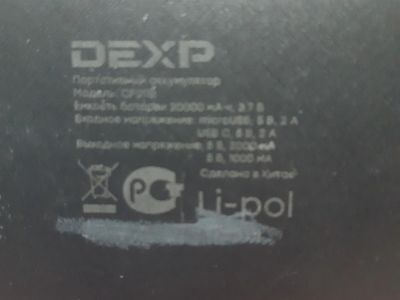 DEXP
Портативный аккумулятор
Модель:
Емкость батареи: 20000 мА·ч, 3.7 В
Входное напряжение: microUSB, 5 В, 2 А
USB C, 5 В, 2 А
Выходное напряжение: 5 В, 2000 мА
5 В, 1000 мА
Сделано в Китае
Li-pol